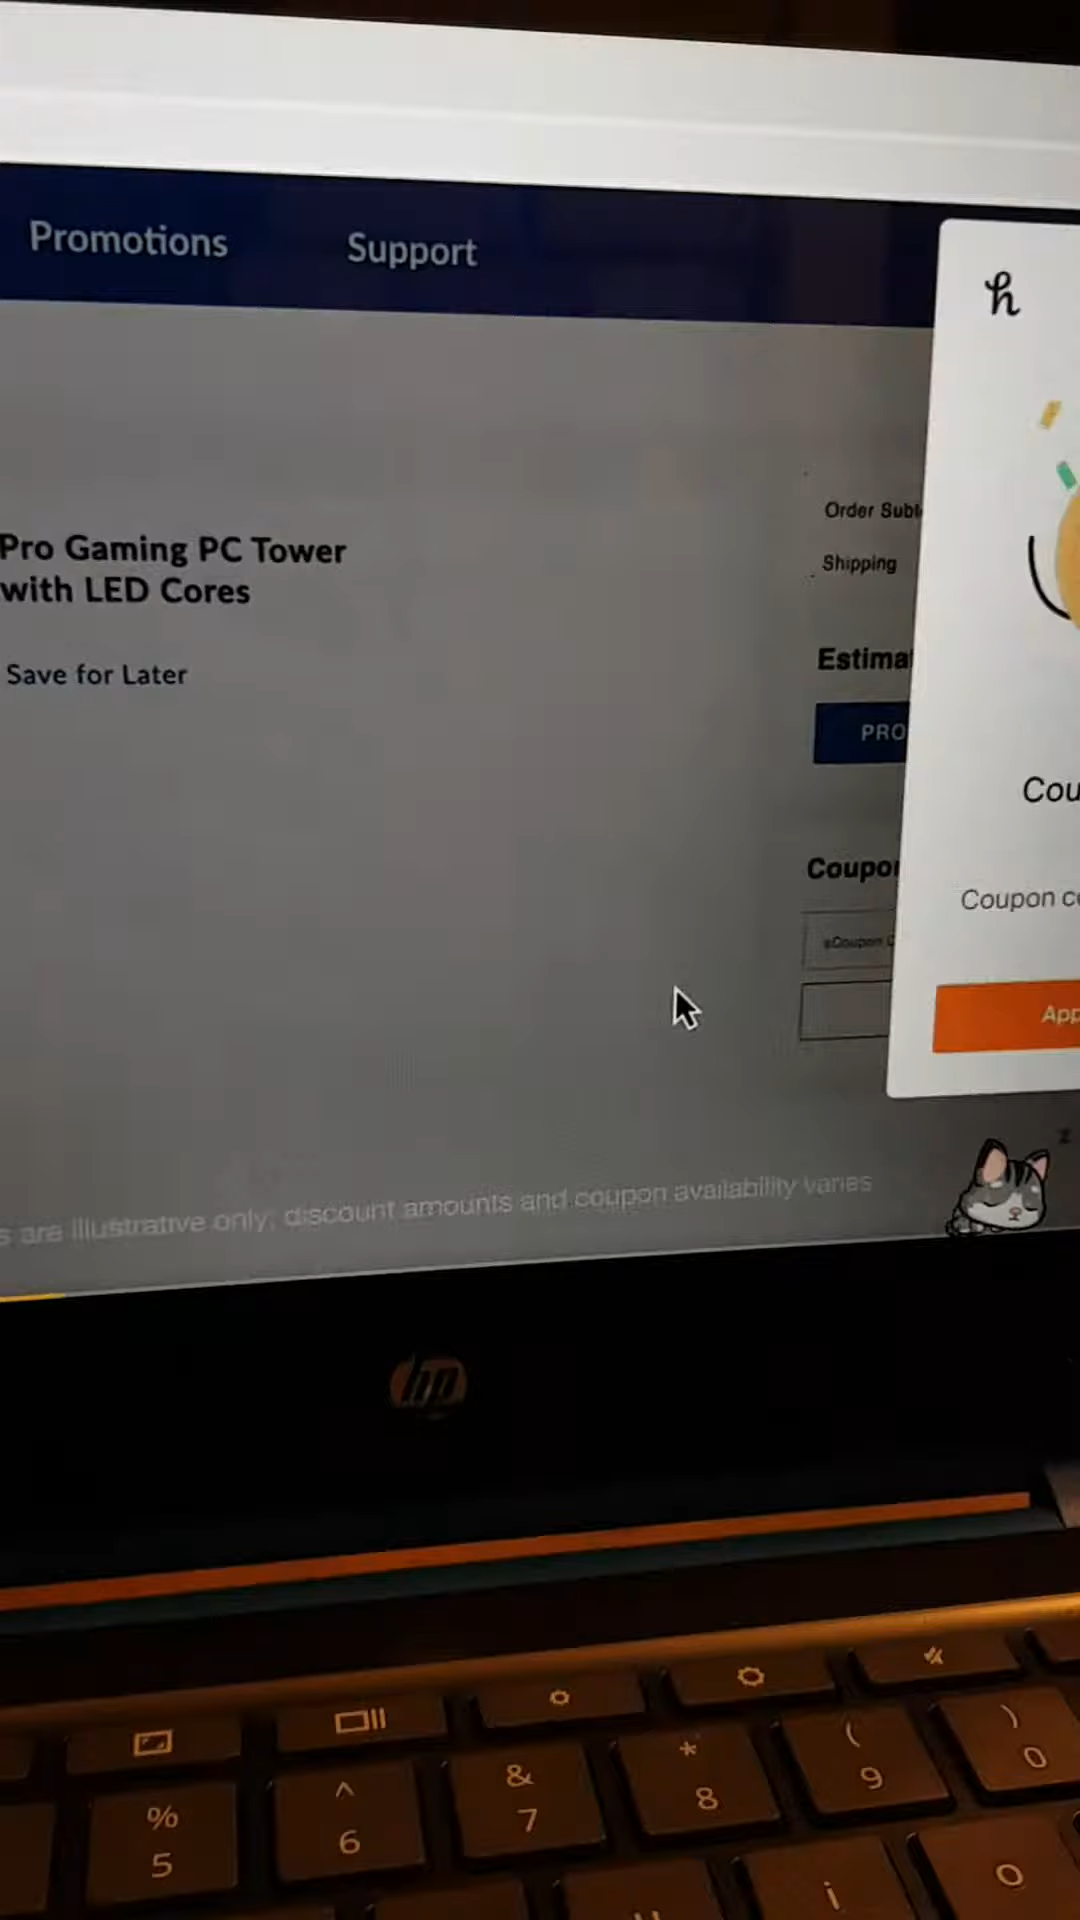 Promotions
Support
h
Order Subt
Shipping
Pro Gaming PC Tower
with LED Cores
Save for Later
Estima
PRO
Cou
Coupo
Coupon c
eCoupon C
App
z
s are illustrative only; discount amounts and coupon availability varies
hp
% 5
^ 6
& 7
* 8
( 9
) 0
i
o